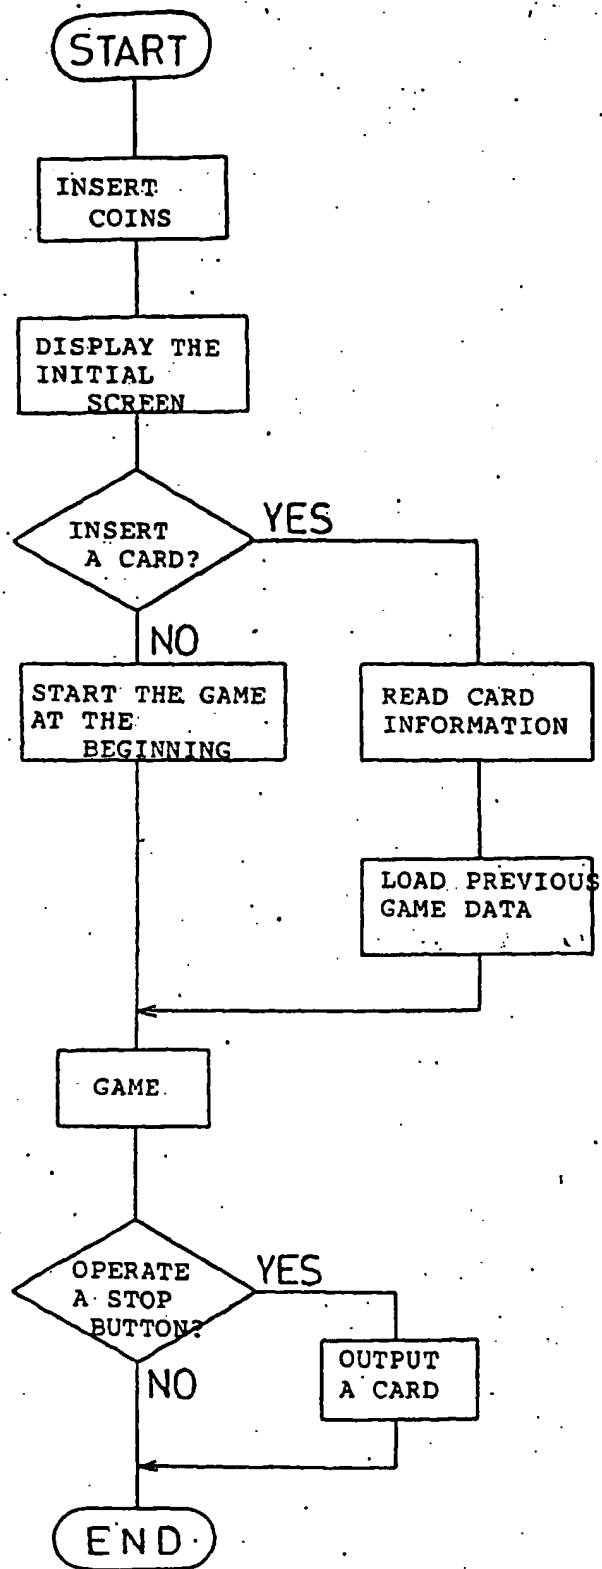 START
INSERT
COINS
DISPLAY THE
INITIAL
SCREEN
INSERT
A CARD?
YES
NO
START THE GAME
AT THE
BEGINNING
READ CARD
INFORMATION
LOAD PREVIOUS
GAME DATA
GAME
OPERATE
A STOP
BUTTON?
YES
NO
OUTPUT
A CARD
END